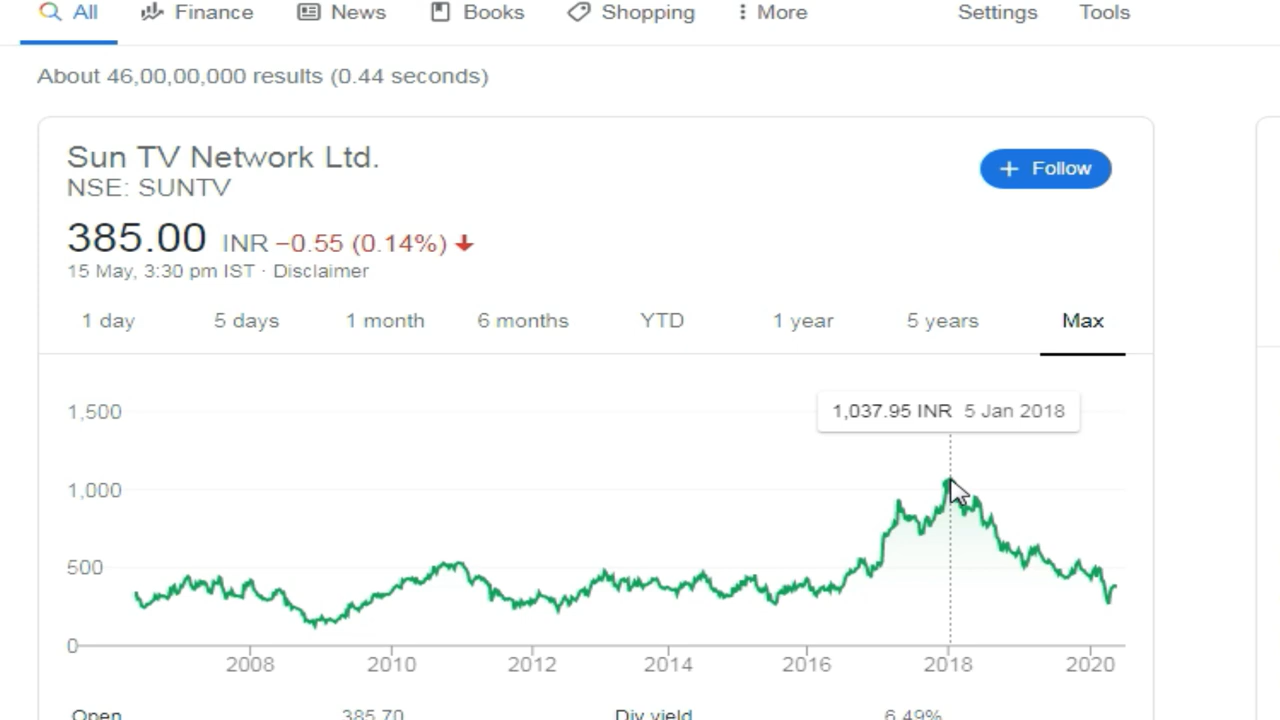 All Finance News Books Shopping More Settings Tools
About 46,00,00,000 results (0.44 seconds)
Sun TV Network Ltd.
NSE: SUNTV
+ Follow
385.00 INR −0.55 (0.14%)
15 May, 3:30 pm IST · Disclaimer
1 day 5 days 1 month 6 months YTD 1 year 5 years Max
1,037.95 INR 5 Jan 2018
1,500
1,000
500
0
2008 2010 2012 2014 2016 2018 2020
Open 385.70 Div yield 6.49%